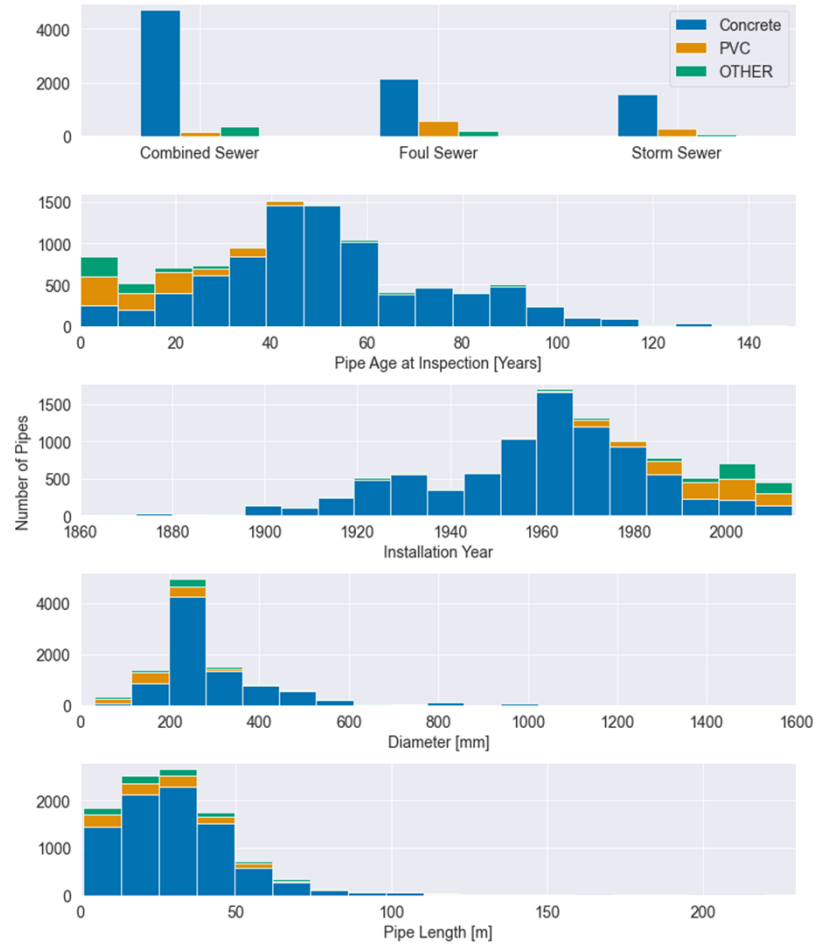 4000
2000
0
Concrete
PVC
OTHER
Combined Sewer Foul Sewer Storm Sewer
1500
1000
500
0
0 20 40 60 80 100 120 140
Pipe Age at Inspection [Years]
Number of Pipes
1500
1000
500
0
1860 1880 1900 1920 1940 1960 1980 2000
Installation Year
4000
2000
0
0 200 400 600 800 1000 1200 1400 1600
Diameter [mm]
2000
1000
0
0 50 100 150 200
Pipe Length [m]